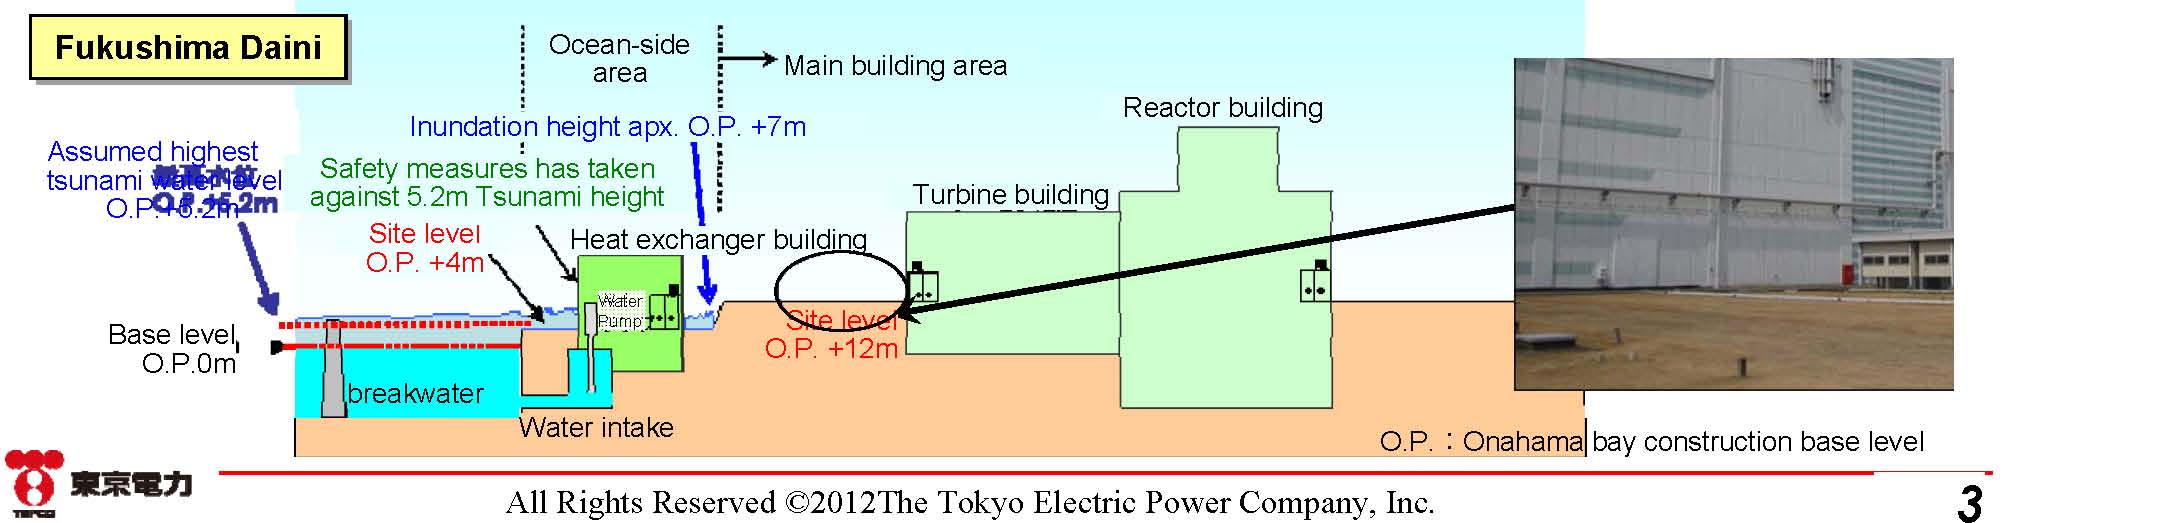 Fukushima Daini
Ocean-side
area
Main building area
Reactor building
Inundation height apx. O.P. +7m
Assumed highest
tsunami water level
O.P.+5.2m
Safety measures has taken
against 5.2m Tsunami height
Turbine building
Site level
O.P. +4m
Heat exchanger building
Water
Pump
Site level
O.P. +12m
Base level
O.P.0m
breakwater
Water intake
O.P. : Onahama bay construction base level
東京電力
TEPCO
All Rights Reserved ©2012The Tokyo Electric Power Company, Inc.
3